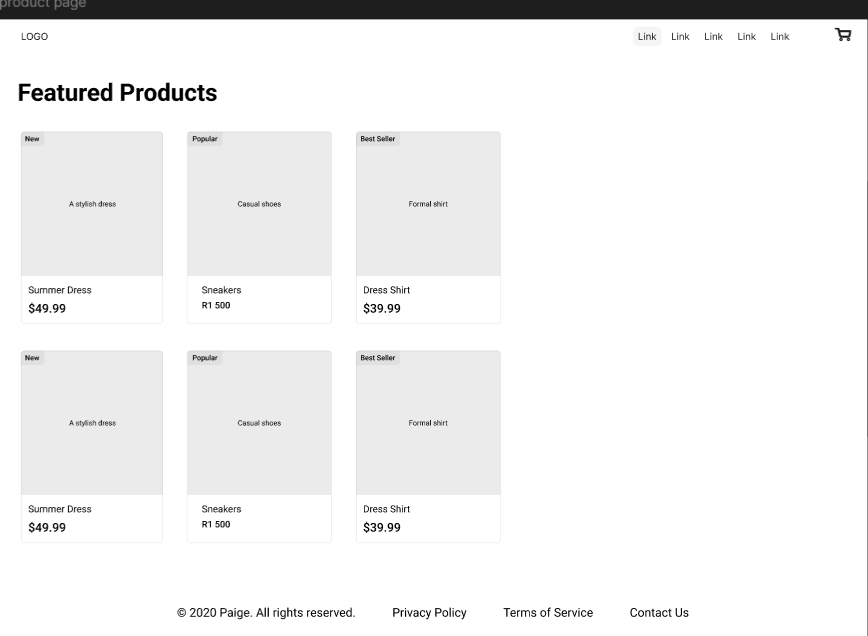 product page
LOGO
Link Link Link Link Link
Featured Products
New Popular Best Seller
A stylish dress Casual shoes Formal shirt
Summer Dress Sneakers Dress Shirt
$49.99 R1 500 $39.99
New Popular Best Seller
A stylish dress Casual shoes Formal shirt
Summer Dress Sneakers Dress Shirt
$49.99 R1 500 $39.99
© 2020 Paige. All rights reserved. Privacy Policy Terms of Service Contact Us